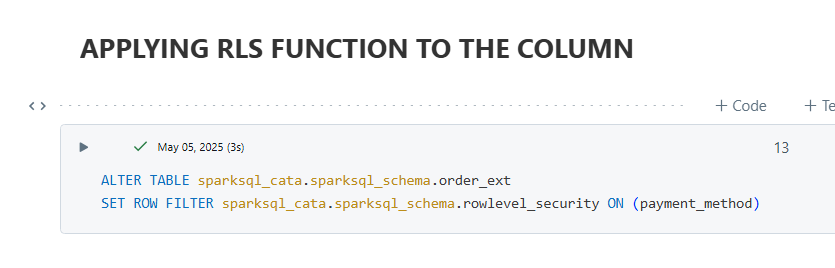 APPLYING RLS FUNCTION TO THE COLUMN
+ Code + Te
May 05, 2025 (3s) 13
ALTER TABLE sparksql_cata.sparksql_schema.order_ext
SET ROW FILTER sparksql_cata.sparksql_schema.rowlevel_security ON (payment_method)